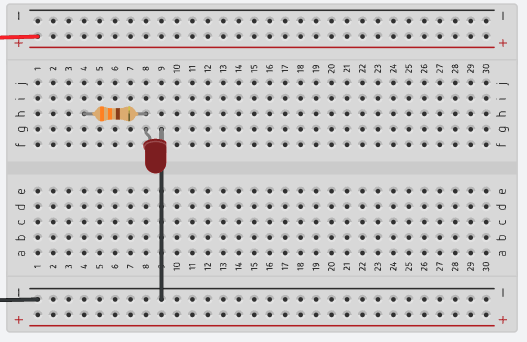 − −
+ +
1 2 3 4 5 6 7 8 9 10 11 12 13 14 15 16 17 18 19 20 21 22 23 24 25 26 27 28 29 30
j j
i i
h h
g g
f f
e e
d d
c c
b b
a a
1 2 3 4 5 6 7 8 9 10 11 12 13 14 15 16 17 18 19 20 21 22 23 24 25 26 27 28 29 30
− −
+ +